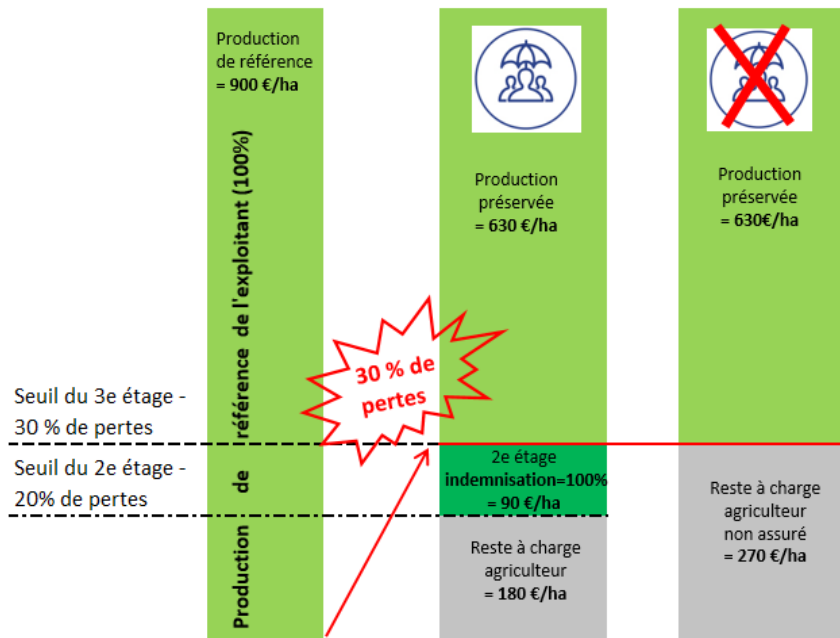 Production
de référence
= 900 €/ha
Production de référence de l'exploitant (100%)
Production
préservée
= 630 €/ha
Production
préservée
= 630€/ha
30 % de
pertes
Seuil du 3e étage -
30 % de pertes
Seuil du 2e étage -
20% de pertes
2e étage
indemnisation=100%
= 90 €/ha
Reste à charge
agriculteur
= 180 €/ha
Reste à charge
agriculteur
non assuré
= 270 €/ha